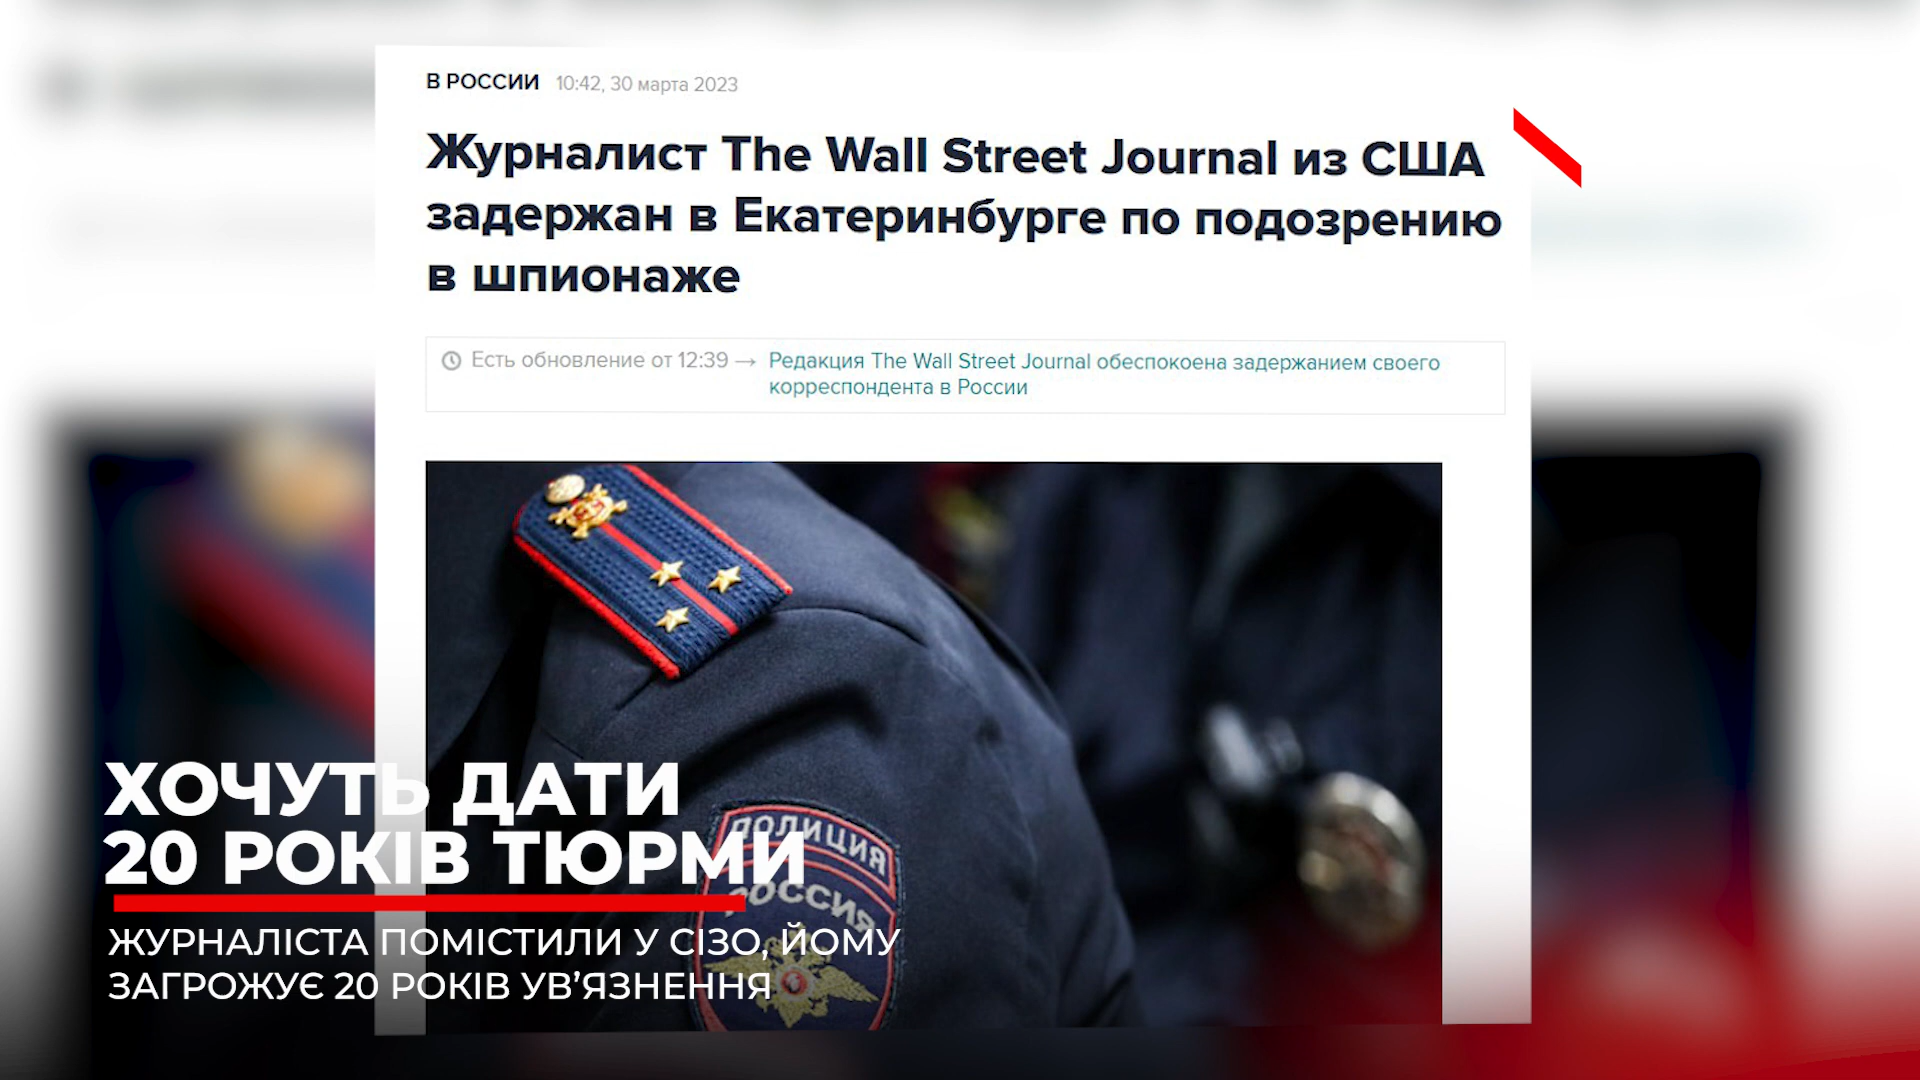 В РОССИИ 10:42, 30 марта 2023
Журналист The Wall Street Journal из США
задержан в Екатеринбурге по подозрению
в шпионаже
Есть обновление от 12:39 → Редакция The Wall Street Journal обеспокоена задержанием своего
корреспондента в России
ПОЛИЦИЯ
РОССИЯ
ХОЧУТЬ ДАТИ
20 РОКІВ ТЮРМИ
ЖУРНАЛІСТА ПОМІСТИЛИ У СІЗО, ЙОМУ
ЗАГРОЖУЄ 20 РОКІВ УВ’ЯЗНЕННЯ